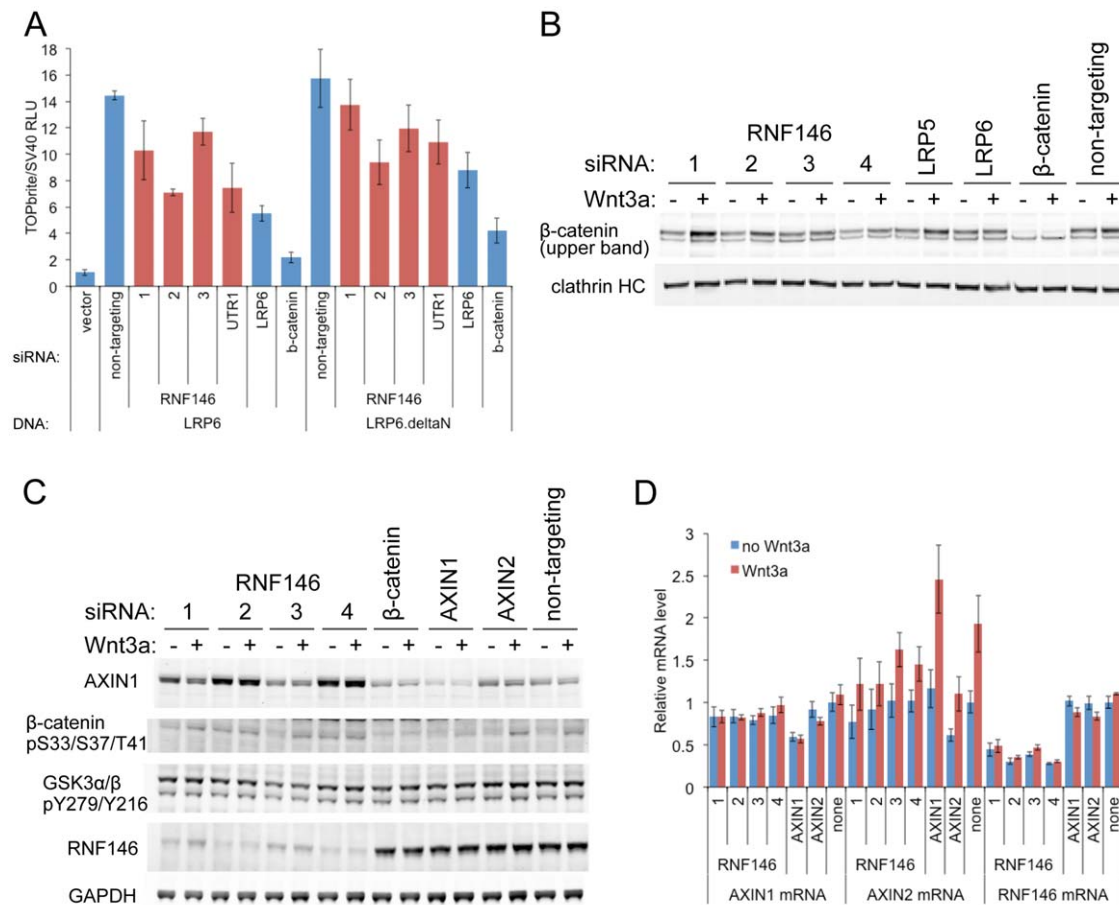 A
18
16
14
12
10
8
6
4
2
0
TOPbrite/SV40 RLU
siRNA: vector non-targeting 1 2 3 UTR1 LRP6 b-catenin non-targeting 1 2 3 UTR1 LRP6 b-catenin
RNF146 RNF146
DNA: LRP6 LRP6.deltaN
B
RNF146 LRP-5 LRP6 β-catenin non-targeting
siRNA: 1 2 3 4
Wnt3a: - + - + - + - + - + - + - + - +
β-catenin
(upper band)
clathrin HC
C
RNF146 β-catenin AXIN1 AXIN2 non-targeting
siRNA: 1 2 3 4
Wnt3a: - + - + - + - + - + - + - + - +
AXIN1
β-catenin
pS33/S37/T41
GSK3α/β
pY279/Y216
RNF146
GAPDH
D
no Wnt3a
Wnt3a
3
2.5
2
1.5
1
0.5
0
Relative mRNA level
1 2 3 4 AXIN1 AXIN2 none 1 2 3 4 AXIN1 AXIN2 none 1 2 3 4 AXIN1 AXIN2 none
RNF146 RNF146 RNF146
AXIN1 mRNA AXIN2 mRNA RNF146 mRNA